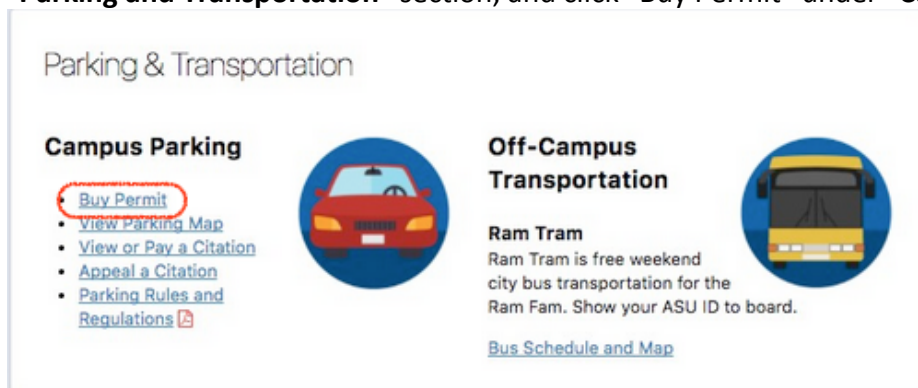 Parking and Transportation" section, and click "Buy Permit" under "
Parking & Transportation
Campus Parking
Buy Permit
View Parking Map
View or Pay a Citation
Appeal a Citation
Parking Rules and
Regulations
Off-Campus
Transportation
Ram Tram
Ram Tram is free weekend
city bus transportation for the
Ram Fam. Show your ASU ID to board.
Bus Schedule and Map